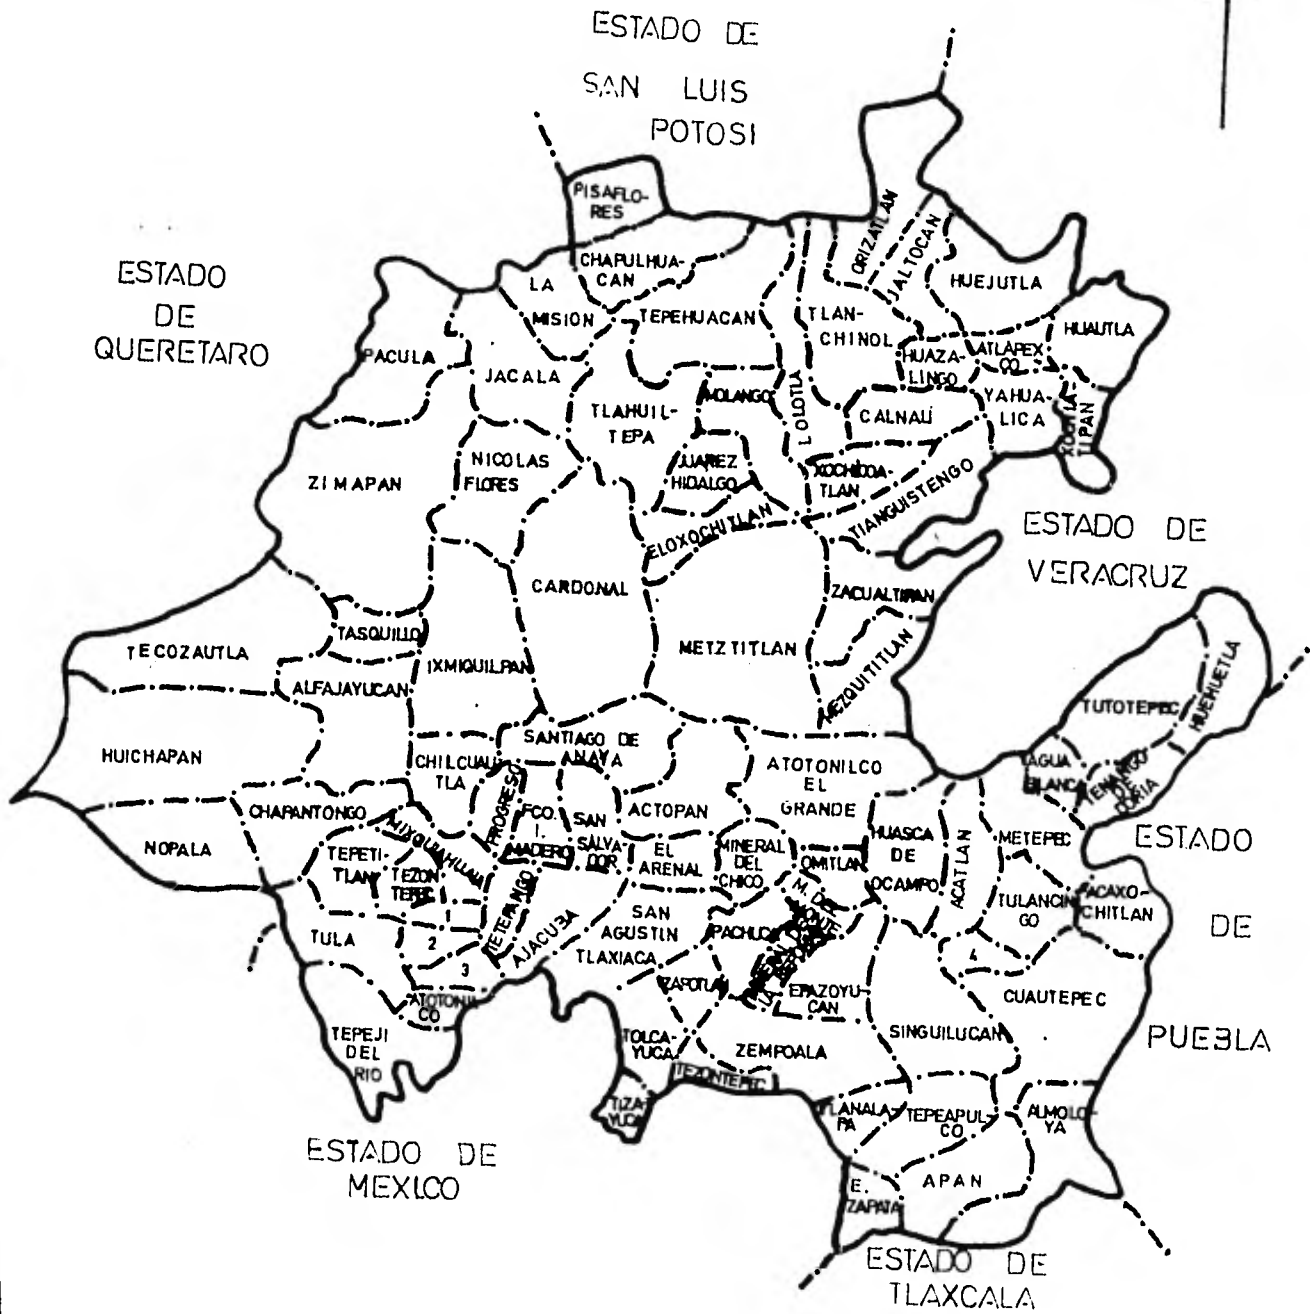 ESTADO DE
SAN LUIS
POTOSI
PISAFLO-
RES
ESTADO
DE
QUERETARO
CHAPULHUA-
CAN
LA
MISION
TEPEHUACAN
ORIZATLAN
JALTOCAN
HUEJUTLA
TLAN-
CHINOL
HUAUTLA
PACULA
JACALA
HUAZA-
LINGO
ATLAPEX
CO
TLAHUIL-
TEPA
MOLANGO
LOLOTLA
CALNALÍ
YAHUA-
LICA
XOCHIA
TIPAN
ZIMAPAN
NICOLAS
FLORES
JUAREZ
HIDALGO
XOCHICOA-
TLAN
TIANGUISTENGO
ELOXOCHITLAN
ESTADO DE
VERACRUZ
CARDONAL
ZACUALTIPAN
TECOZAUTLA
TASQUILLO
IXMIQUILPAN
METZTITLAN
MEZQUITITLAN
ALFAJAYUCAN
TUTOTEPEC
HUEHUETLA
HUICHAPAN
CHILCUAU
TLA
SANTIAGO DE
ANAYA
ATOTONILCO
EL
GRANDE
AGUA
BLANCA
TENANGO
DE
DORIA
CHAPANTONGO
MIXQUIAHUALA
PROGRESO
FCO.
I.
MADERO
SAN
SALVA-
DOR
ACTOPAN
NOPALA
TEPETI-
TLAN
TEZON
TEPEC
EL
ARENAL
MINERAL
DEL
CHICO
OMITLAN
HUASCA
DE
OCAMPO
ACATLAN
METEPEC
ESTADO
DE
PUEBLA
TULANCIN
GO
ACAXO-
CHITLAN
TULA
1
2
3
TETEPANGO
AJACUBA
SAN
AGUSTIN
TLAXIACA
PACHUCA
M. DEL
MONTE
MINERAL DE
LA REFORMA
4
CUAUTEPEC
ATOTONIL
CO
ZAPOTLAN
EPAZOYU-
CAN
SINGUILUCAN
TEPEJI
DEL
RIO
TOLCA-
YUCA
ZEMPOALA
TEZONTEPEC
TIZA-
YUCA
TLANALA-
PA
TEPEAPUL-
CO
ALMOLO-
YA
ESTADO DE
MEXICO
APAN
E.
ZAPATA
ESTADO DE
TLAXCALA